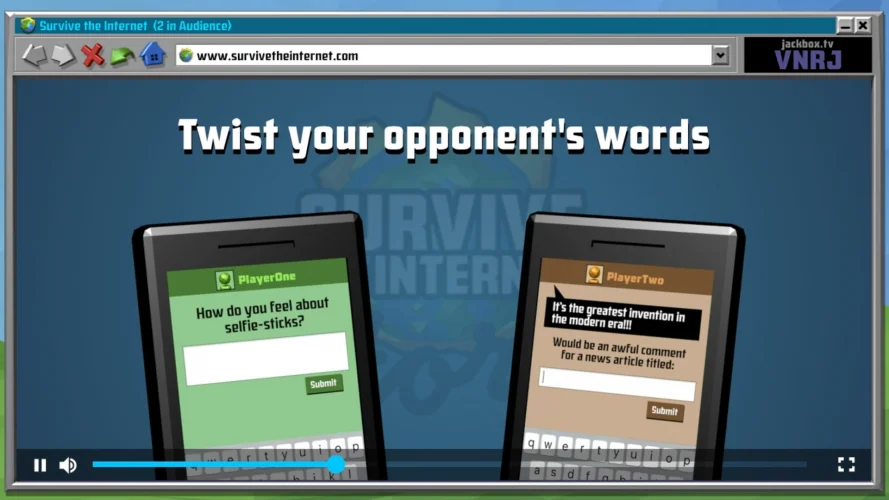 Survive the Internet (2 in Audience)
www.survivetheinternet.com
jackbox.tv
VNRJ
Twist your opponent's words
SURVIVE
INTERN
PlayerOne
How do you feel about
selfie-sticks?
Submit
q w e r t y u i o p
k l
PlayerTwo
It's the greatest invention in
the modern era!!!
Would be an awful comment
for a news article titled:
Submit
q w e r t y u i o p
a s d f g h j k l